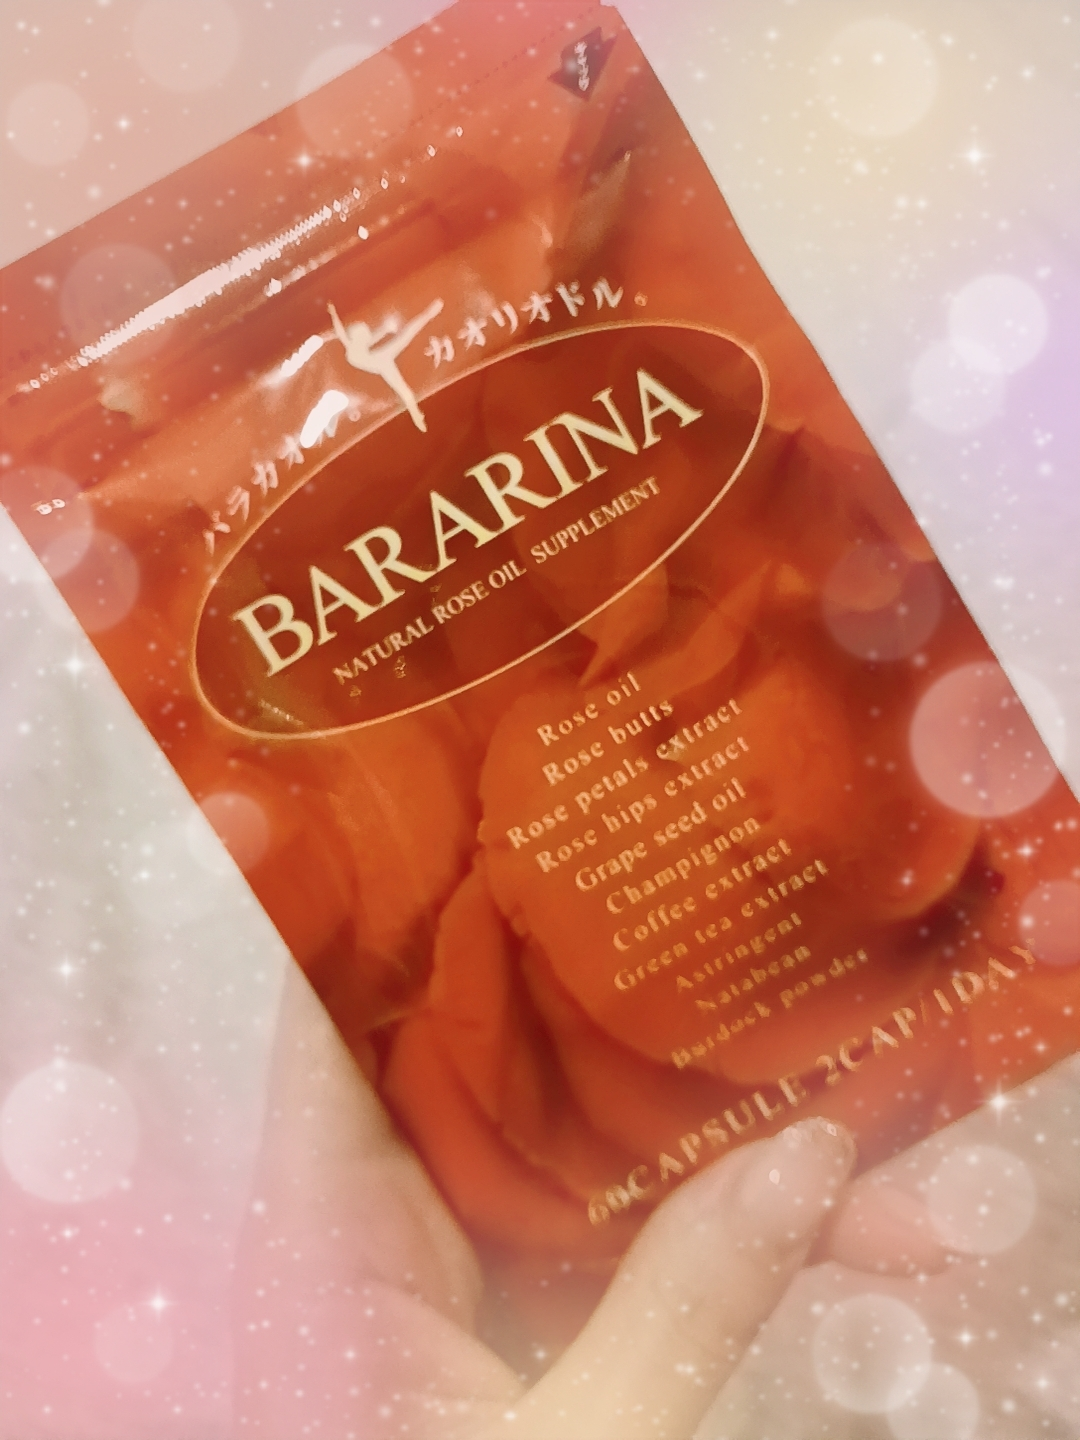 バラカオル。
カオリオドル。
BARARINA
NATURAL ROSE OIL SUPPLEMENT
Rose oil
Rose butts
Rose petals extract
Rose hips extract
Grape seed oil
Champignon
Coffee extract
Green tea extract
Astringent
Natabean
Burdock powder
60CAPSULE 2CAP/1DAY